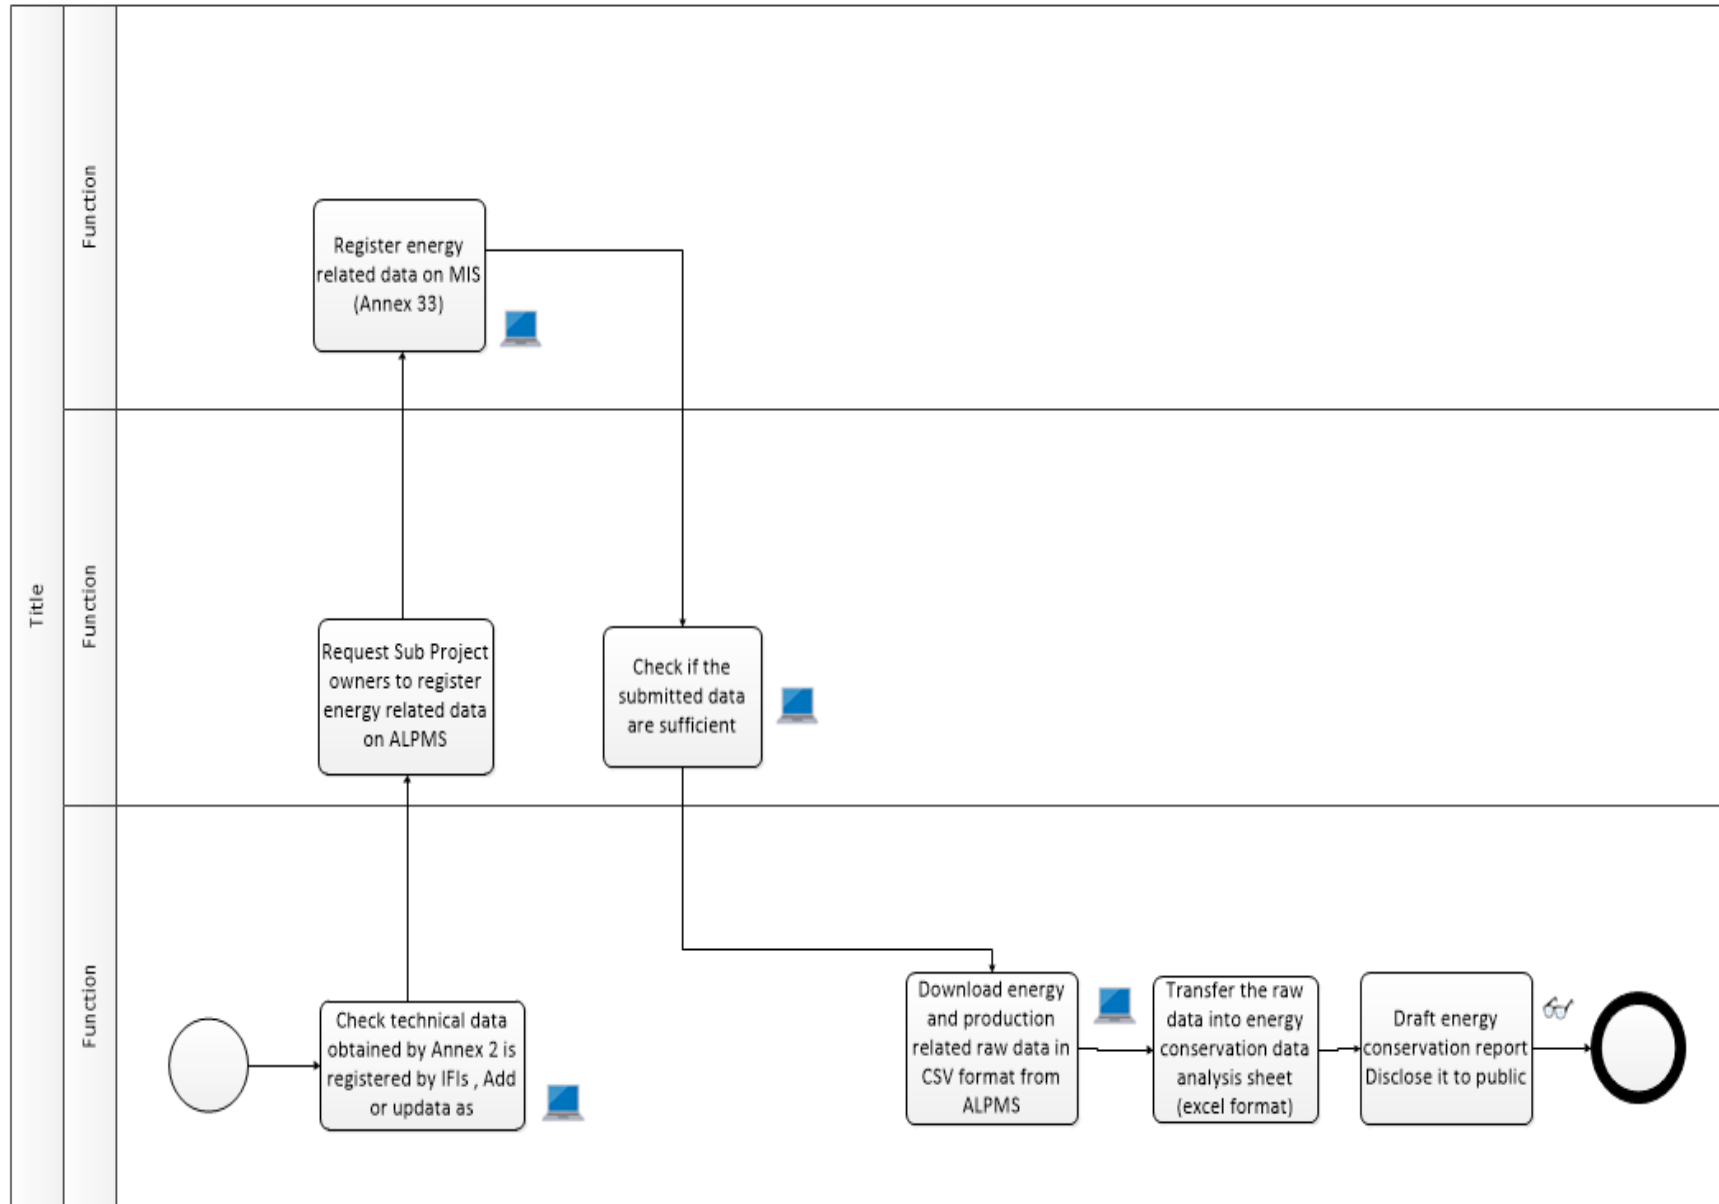 Title
Function
Register energy
related data on MIS
(Annex 33)
Function
Request Sub Project
owners to register
energy related data
on ALPMS
Check if the
submitted data
are sufficient
Function
Check technical data
obtained by Annex 2 is
registered by IFIs , Add
or updata as
Download energy
and production
related raw data in
CSV format from
ALPMS
Transfer the raw
data into energy
conservation data
analysis sheet
(excel format)
Draft energy
conservation report
Disclose it to public